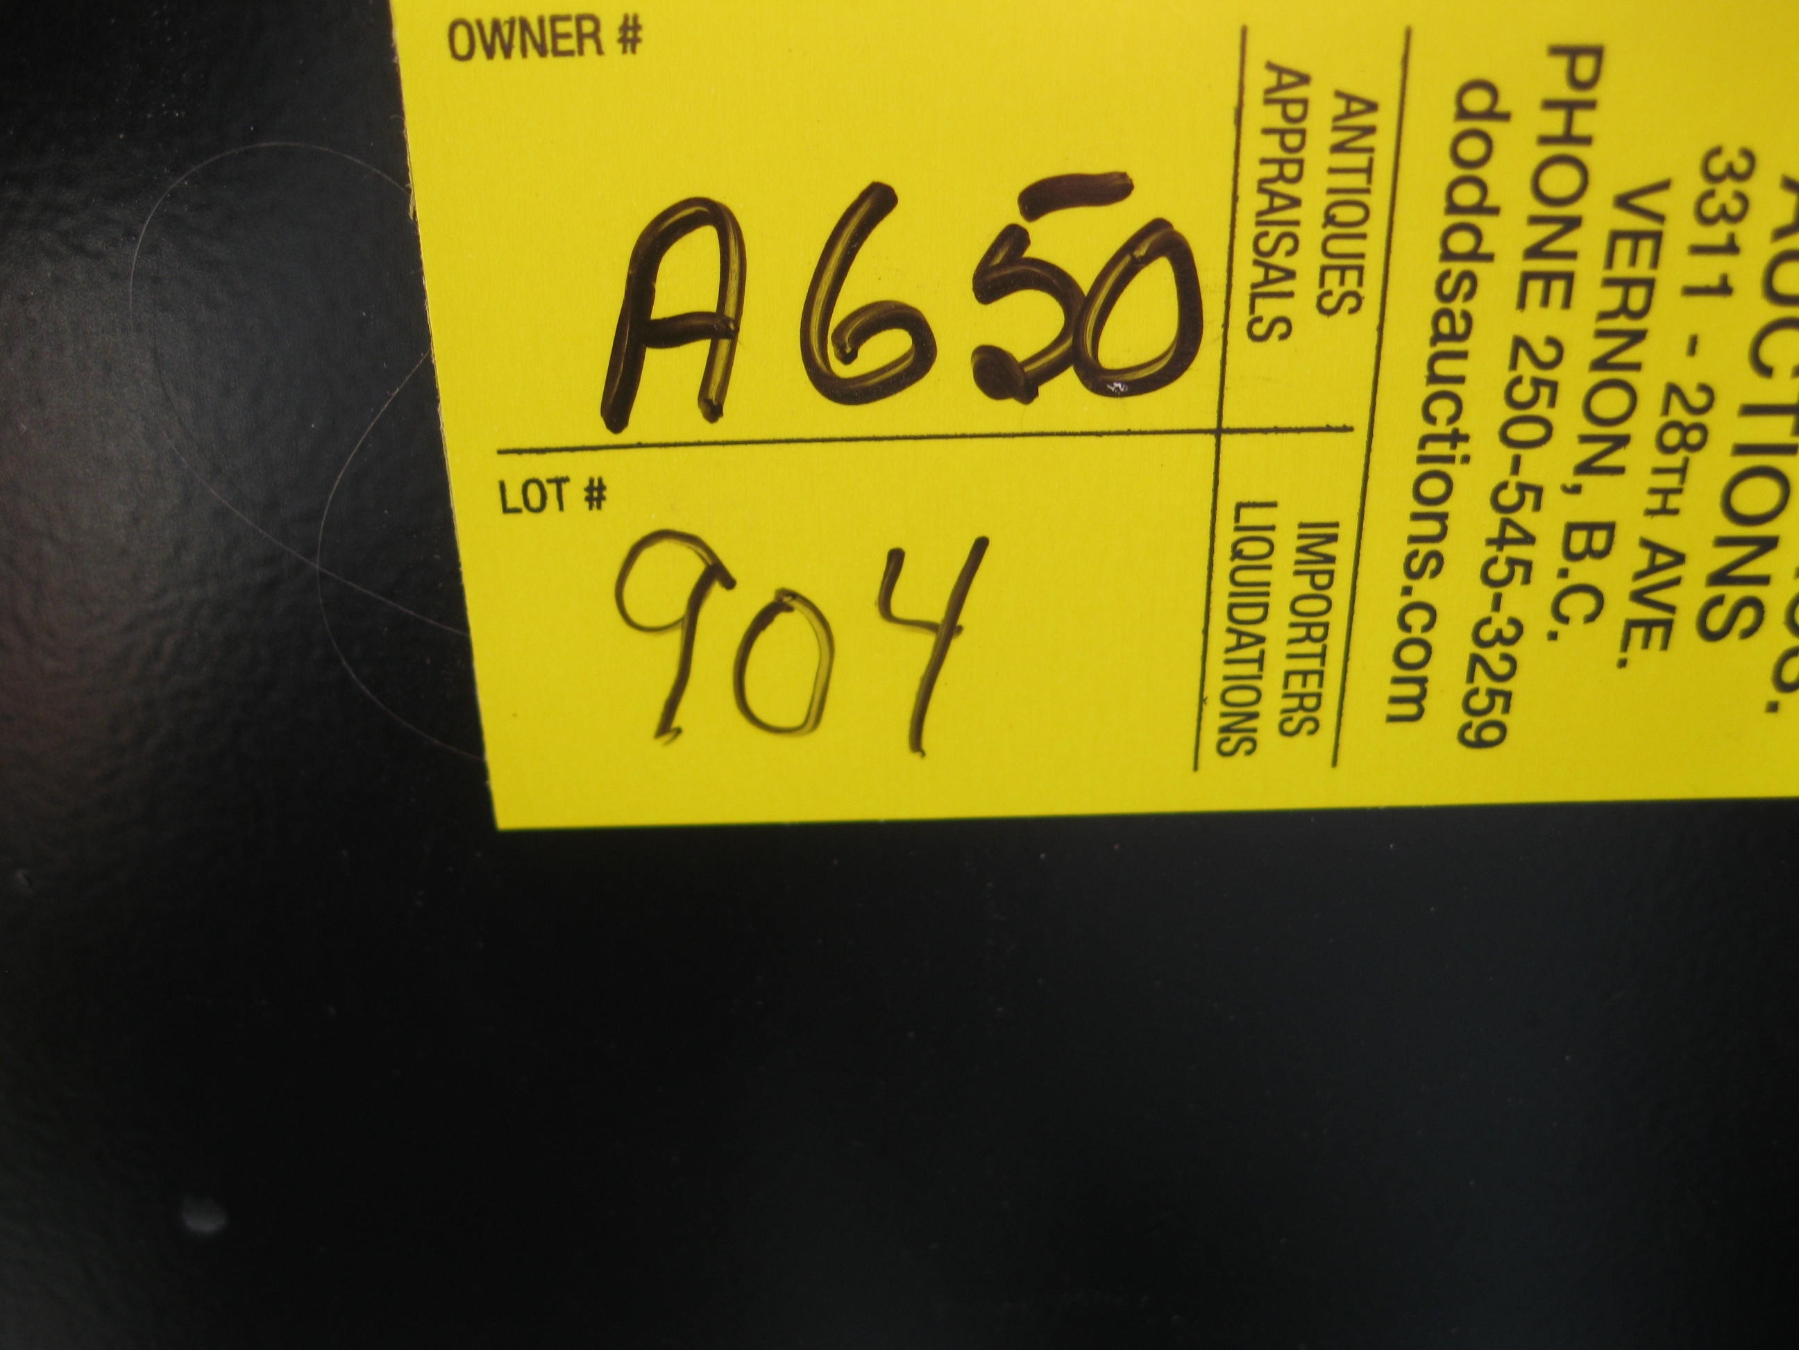 OWNER #
A650
LOT #
904
AUCTIONS
3311 - 28TH AVE.
VERNON, B.C.
PHONE 250-545-3259
doddsauctions.com
ANTIQUES
APPRAISALS
IMPORTERS
LIQUIDATIONS